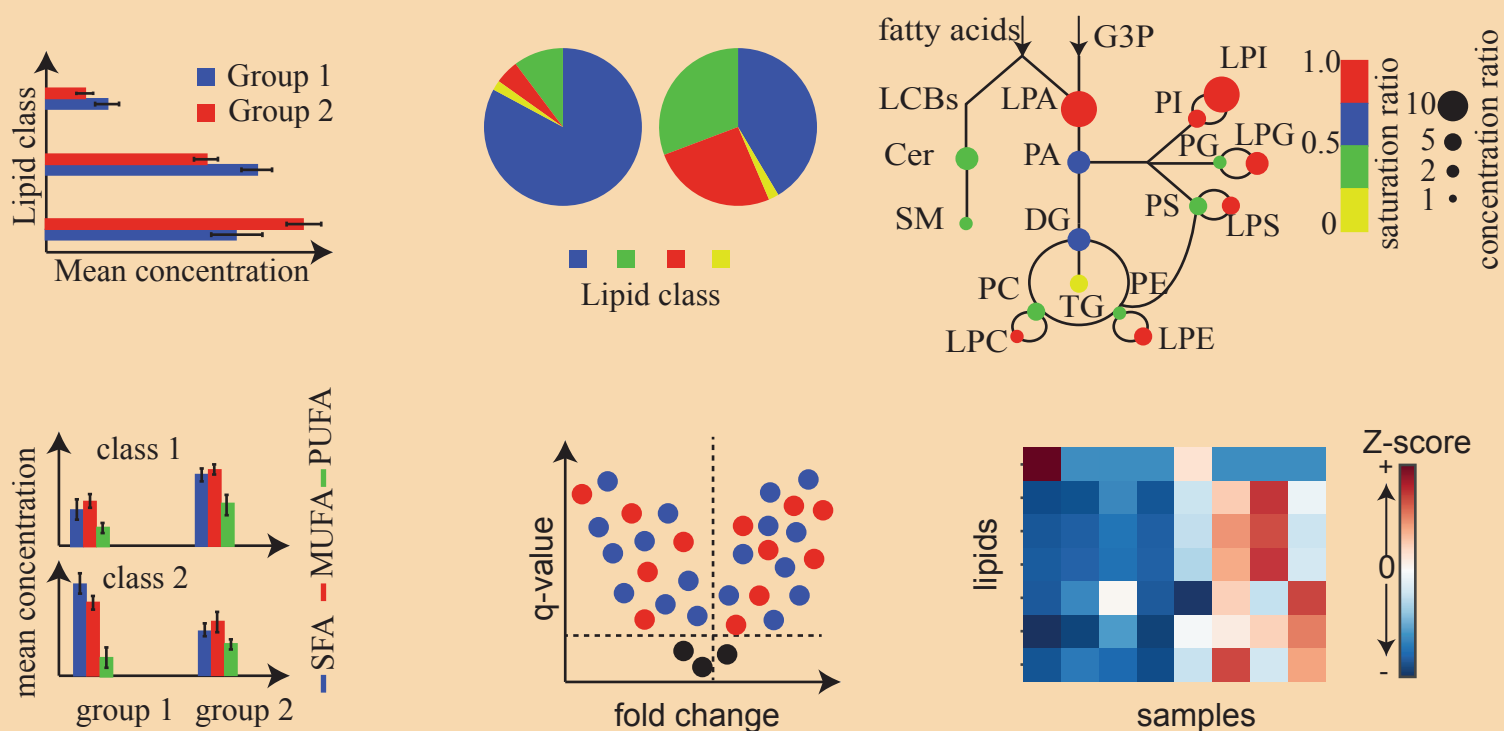 Group 1
Group 2
Lipid class
Mean concentration
Lipid class
fatty acids
G3P
LCBs
LPA
LPI
PI
Cer
PA
PG
LPG
SM
DG
PS
LPS
PC
TG
PE
LPC
LPE
1.0
0.5
0
saturation ratio
10
5
2
1
concentration ratio
mean concentration
class 1
class 2
group 1
group 2
SFA
MUFA
PUFA
q-value
fold change
lipids
samples
Z-score
+
0
-